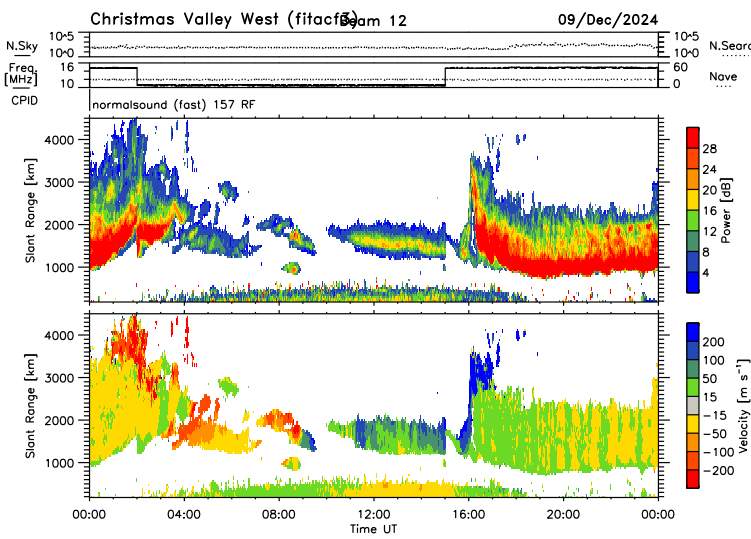 Christmas Valley West (fitacf3) Beam 12 09/Dec/2024
N.Sky 10^5 10^0 10^5 10^0 N.Searc
Freq. [MHz] 16 10 60 0 Nave
CPID normalsound (fast) 157 RF
Slant Range [km] 4000 3000 2000 1000
Power [dB] 28 24 20 16 12 8 4
Slant Range [km] 4000 3000 2000 1000
Velocity [m s⁻¹] 200 100 50 15 -15 -50 -100 -200
00:00 04:00 08:00 12:00 16:00 20:00 00:00
Time UT